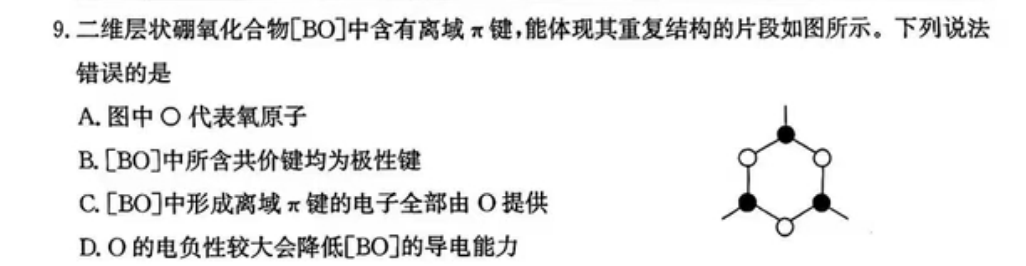 9. 二维层状硼氧化合物[BO]中含有离域 π 键,能体现其重复结构的片段如图所示。下列说法
错误的是
A. 图中 ○ 代表氧原子
B. [BO]中所含共价键均为极性键
C. [BO]中形成离域 π 键的电子全部由 O 提供
D. O 的电负性较大会降低[BO]的导电能力